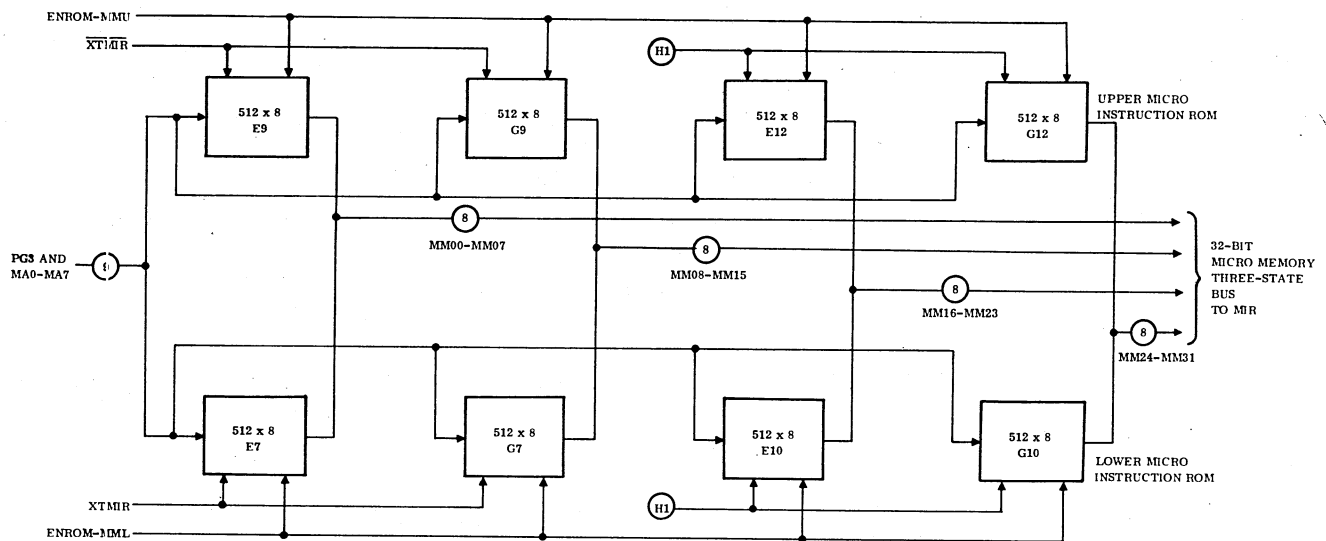 ENROM-MMU
XTMIR
H1
512 x 8
E9
512 x 8
G9
512 x 8
E12
512 x 8
G12
UPPER MICRO
INSTRUCTION ROM
8
MM00-MM07
PG3 AND
MA0-MA7
9
8
MM08-MM15
8
MM16-MM23
8
MM24-MM31
32-BIT
MICRO MEMORY
THREE-STATE
BUS
TO MIR
512 x 8
E7
512 x 8
G7
512 x 8
E10
512 x 8
G10
LOWER MICRO
INSTRUCTION ROM
XTMIR
H1
ENROM-MML